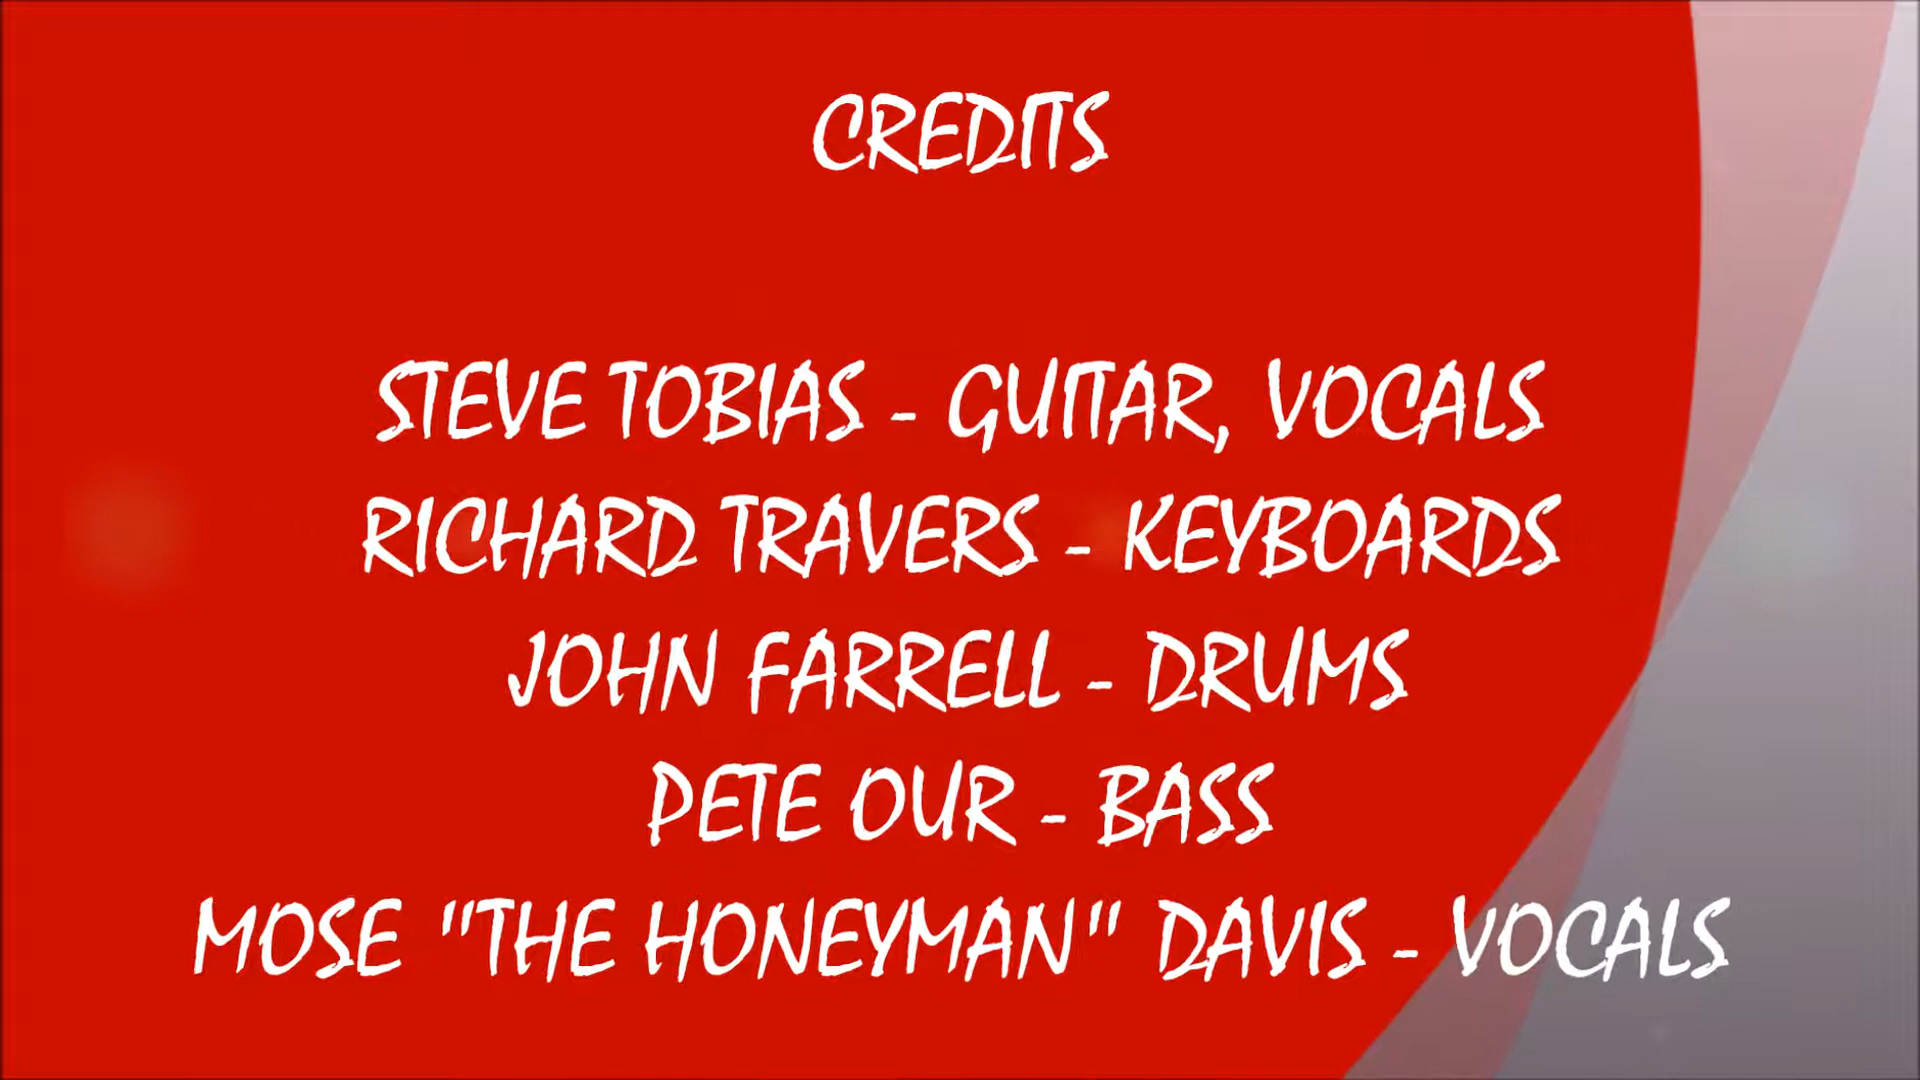 CREDITS
STEVE TOBIAS - GUITAR, VOCALS
RICHARD TRAVERS - KEYBOARDS
JOHN FARRELL - DRUMS
PETE OUR - BASS
MOSE "THE HONEYMAN" DAVIS - VOCALS